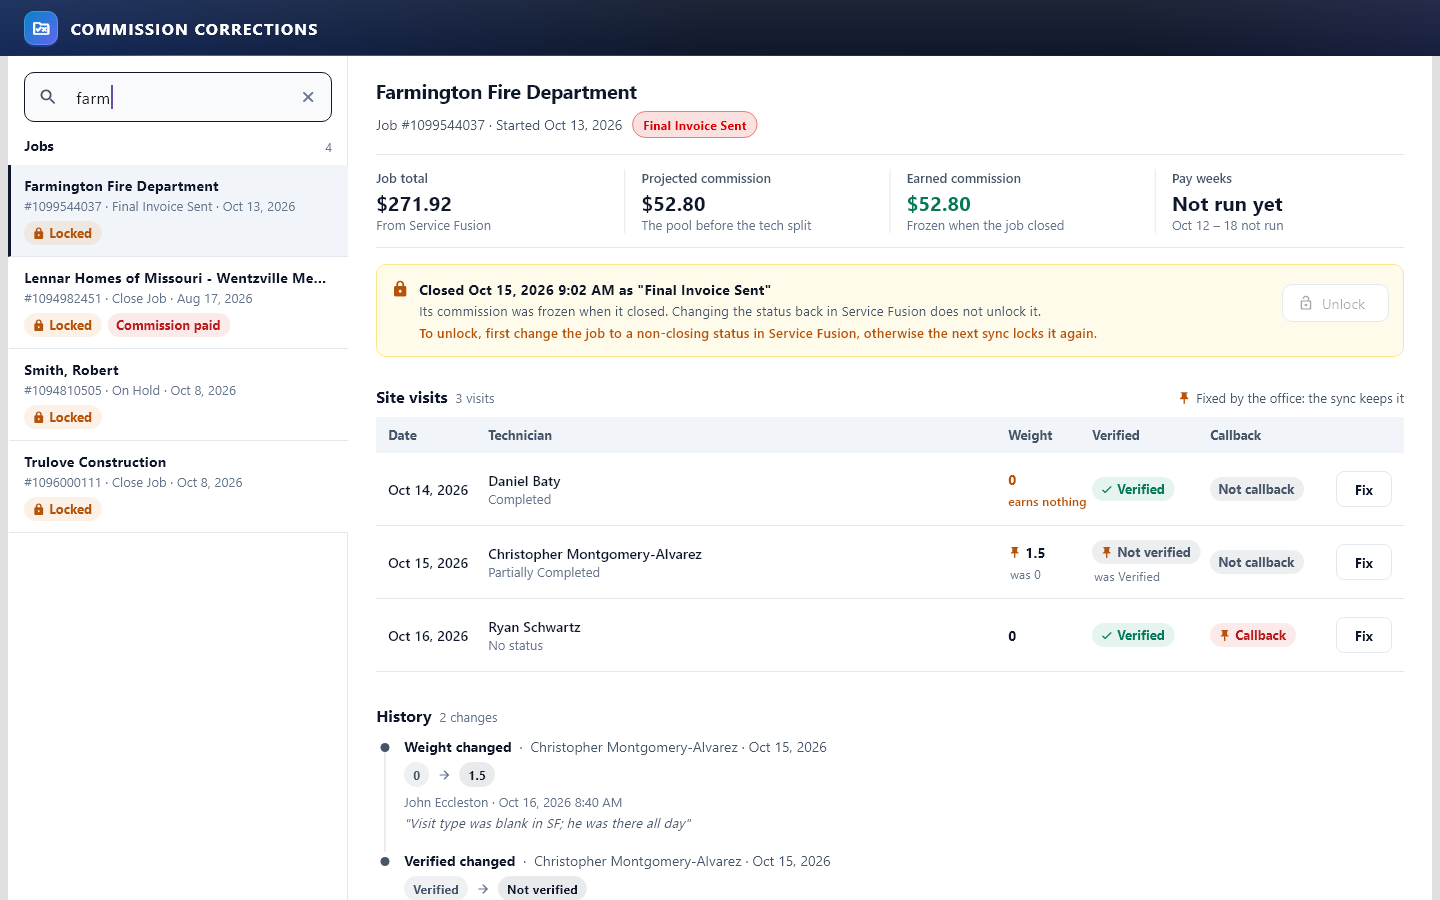 COMMISSION CORRECTIONS
farm
Jobs 4
Farmington Fire Department
#1099544037 · Final Invoice Sent · Oct 13, 2026
Locked
Lennar Homes of Missouri - Wentzville Me...
#1094982451 · Close Job · Aug 17, 2026
Locked Commission paid
Smith, Robert
#1094810505 · On Hold · Oct 8, 2026
Locked
Trulove Construction
#1096000111 · Close Job · Oct 8, 2026
Locked
Farmington Fire Department
Job #1099544037 · Started Oct 13, 2026 Final Invoice Sent
Job total Projected commission Earned commission Pay weeks
$271.92 $52.80 $52.80 Not run yet
From Service Fusion The pool before the tech split Frozen when the job closed Oct 12 – 18 not run
Closed Oct 15, 2026 9:02 AM as "Final Invoice Sent"
Its commission was frozen when it closed. Changing the status back in Service Fusion does not unlock it.
To unlock, first change the job to a non-closing status in Service Fusion, otherwise the next sync locks it again.
Unlock
Site visits 3 visits Fixed by the office: the sync keeps it
Date Technician Weight Verified Callback
Oct 14, 2026 Daniel Baty 0 Verified Not callback Fix
Completed earns nothing
Oct 15, 2026 Christopher Montgomery-Alvarez 1.5 Not verified Not callback Fix
Partially Completed was 0 was Verified
Oct 16, 2026 Ryan Schwartz 0 Verified Callback Fix
No status
History 2 changes
Weight changed · Christopher Montgomery-Alvarez · Oct 15, 2026
0 → 1.5
John Eccleston · Oct 16, 2026 8:40 AM
"Visit type was blank in SF; he was there all day"
Verified changed · Christopher Montgomery-Alvarez · Oct 15, 2026
Verified → Not verified